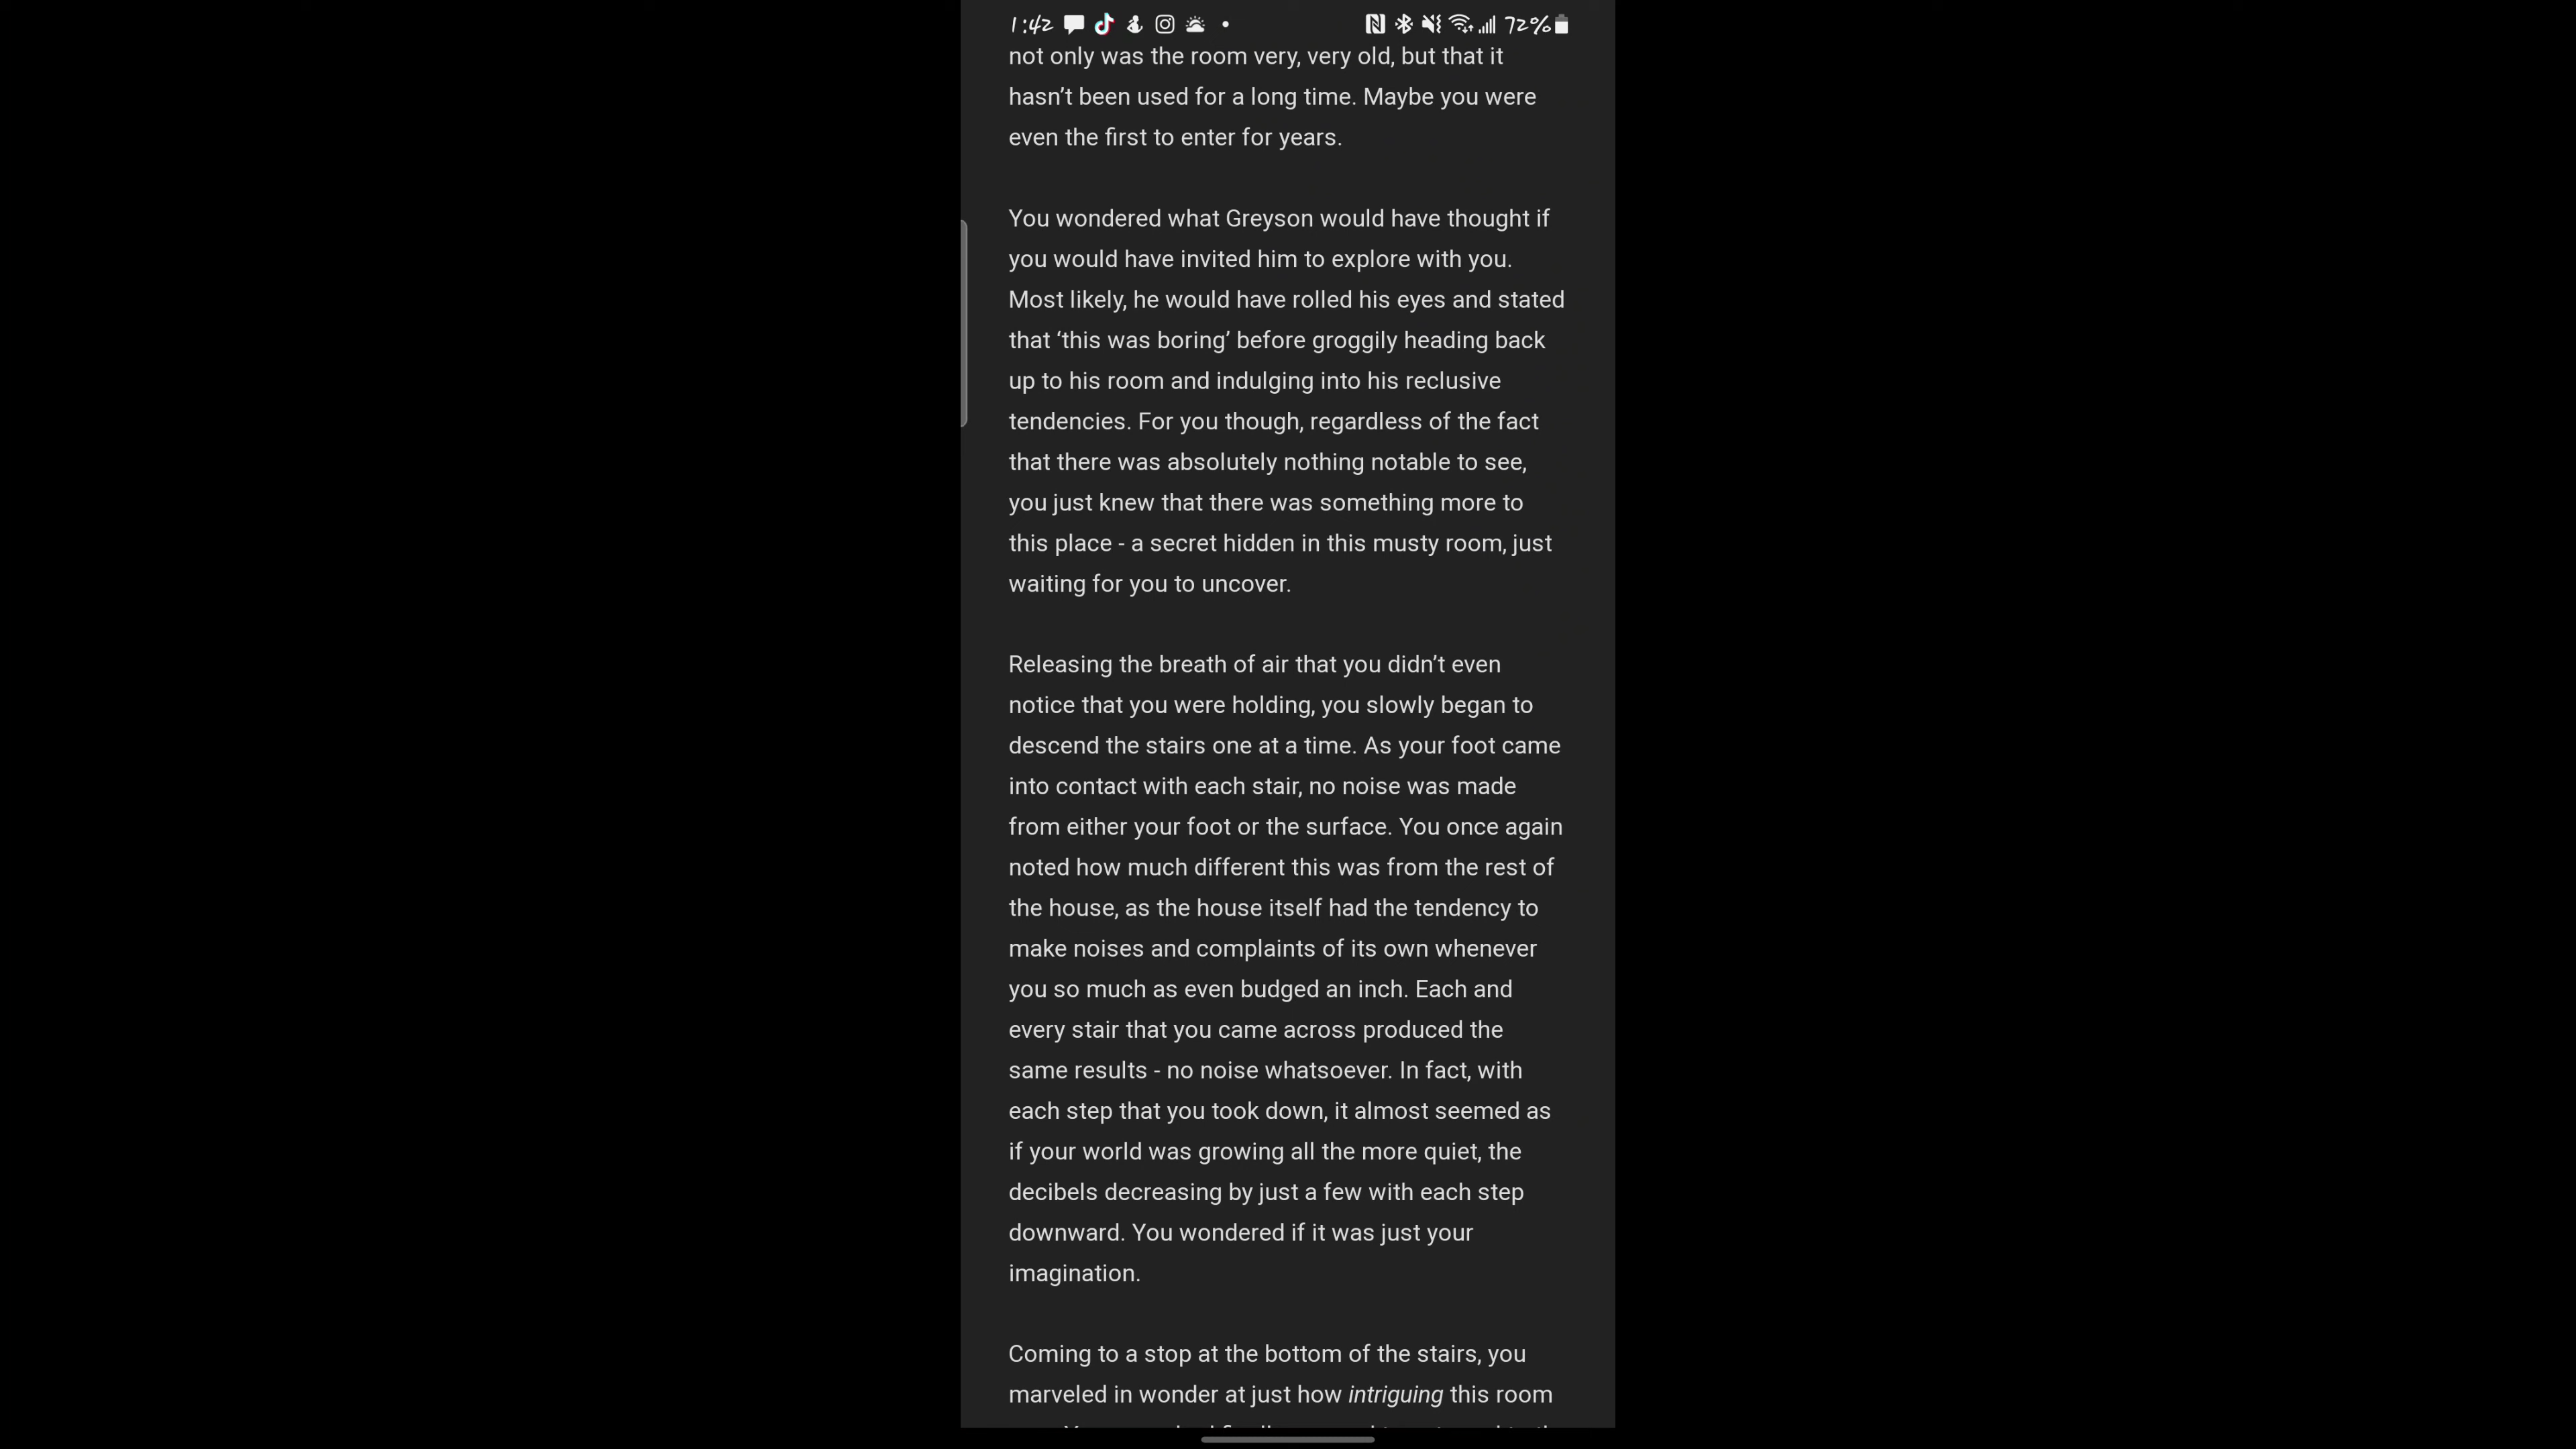 1:42 72%
not only was the room very, very old, but that it
hasn’t been used for a long time. Maybe you were
even the first to enter for years.
You wondered what Greyson would have thought if
you would have invited him to explore with you.
Most likely, he would have rolled his eyes and stated
that ‘this was boring’ before groggily heading back
up to his room and indulging into his reclusive
tendencies. For you though, regardless of the fact
that there was absolutely nothing notable to see,
you just knew that there was something more to
this place - a secret hidden in this musty room, just
waiting for you to uncover.
Releasing the breath of air that you didn’t even
notice that you were holding, you slowly began to
descend the stairs one at a time. As your foot came
into contact with each stair, no noise was made
from either your foot or the surface. You once again
noted how much different this was from the rest of
the house, as the house itself had the tendency to
make noises and complaints of its own whenever
you so much as even budged an inch. Each and
every stair that you came across produced the
same results - no noise whatsoever. In fact, with
each step that you took down, it almost seemed as
if your world was growing all the more quiet, the
decibels decreasing by just a few with each step
downward. You wondered if it was just your
imagination.
Coming to a stop at the bottom of the stairs, you
marveled in wonder at just how intriguing this room